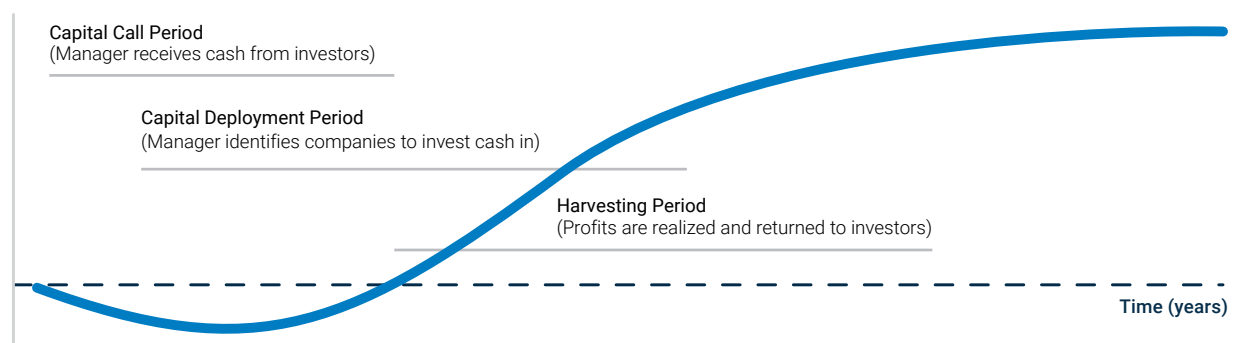 Capital Call Period
(Manager receives cash from investors)
Capital Deployment Period
(Manager identifies companies to invest cash in)
Harvesting Period
(Profits are realized and returned to investors)
Time (years)